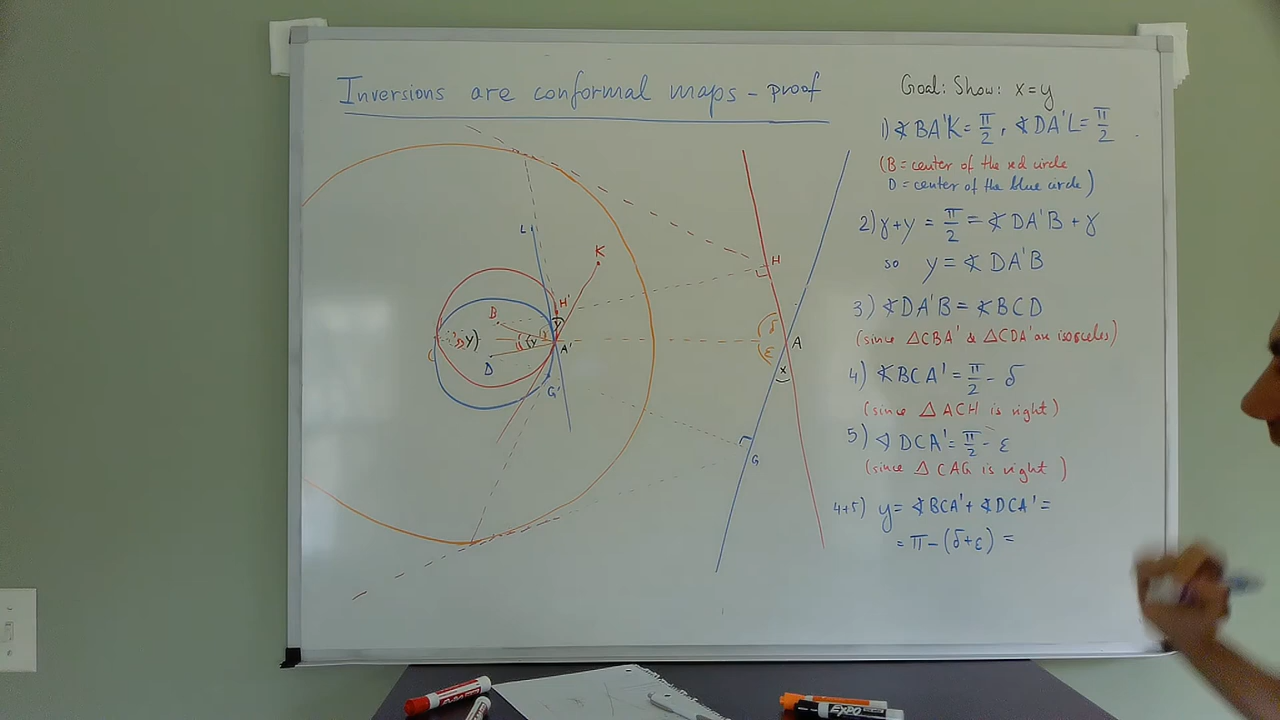 Inversions are conformal maps - proof
Goal: Show: x=y
1) ∢BA'K = π/2, ∢DA'L = π/2
(B = center of the red circle
D = center of the blue circle)
2) γ+y = π/2 = ∢DA'B + γ
so y = ∢DA'B
3) ∢DA'B = ∢BCD
(since △CBA' & △CDA' are isosceles)
4) ∢BCA' = π/2 - δ
(since △ACH is right)
5) ∢DCA' = π/2 - ε
(since △CAG is right)
4+5) y = ∢BCA' + ∢DCA' =
= π - (δ+ε) =
L
K
H
H'
B
y
γ
y
y)
A'
δ
A
ε
D
x
G'
G
EXPO